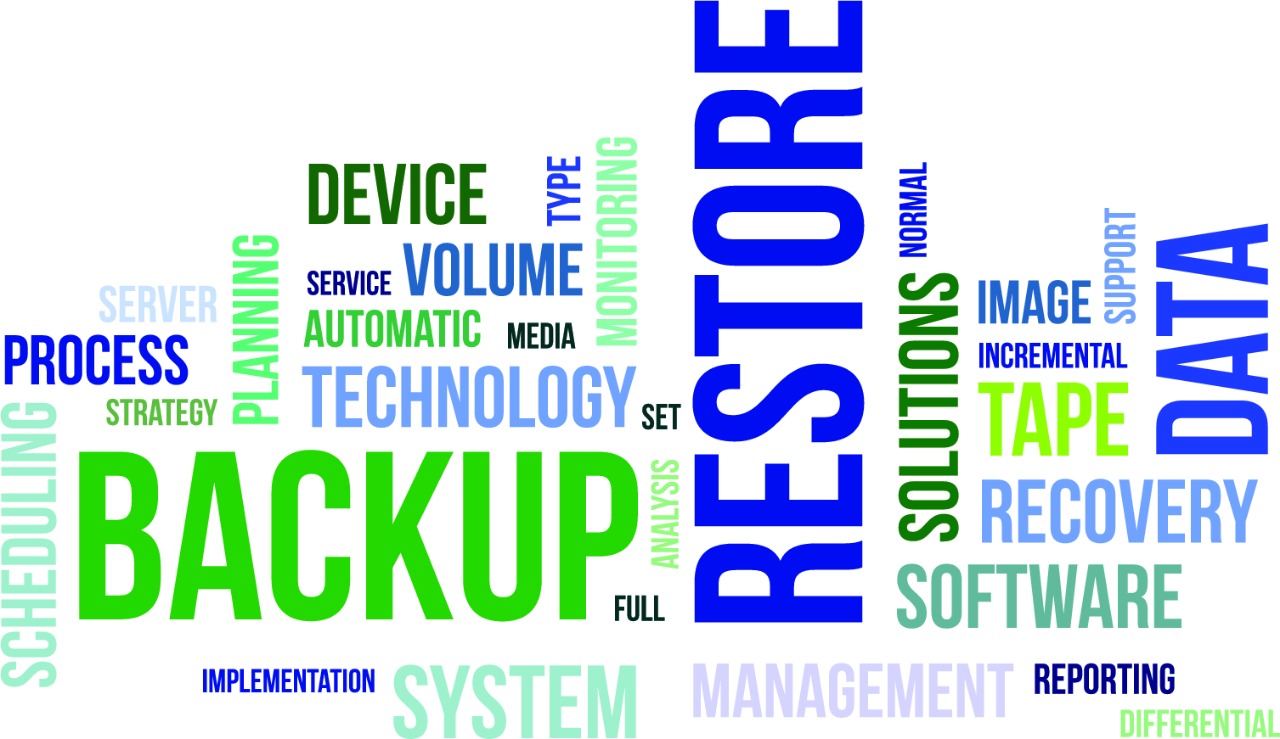 RESTORE
DEVICE
TYPE
MONITORING
NORMAL
SUPPORT
DATA
VOLUME
SERVICE
PLANNING
SERVER
AUTOMATIC
MEDIA
SOLUTIONS
IMAGE
PROCESS
INCREMENTAL
TECHNOLOGY
STRATEGY
SET
TAPE
SCHEDULING
BACKUP
ANALYSIS
FULL
RECOVERY
SOFTWARE
IMPLEMENTATION
SYSTEM
MANAGEMENT
REPORTING
DIFFERENTIAL